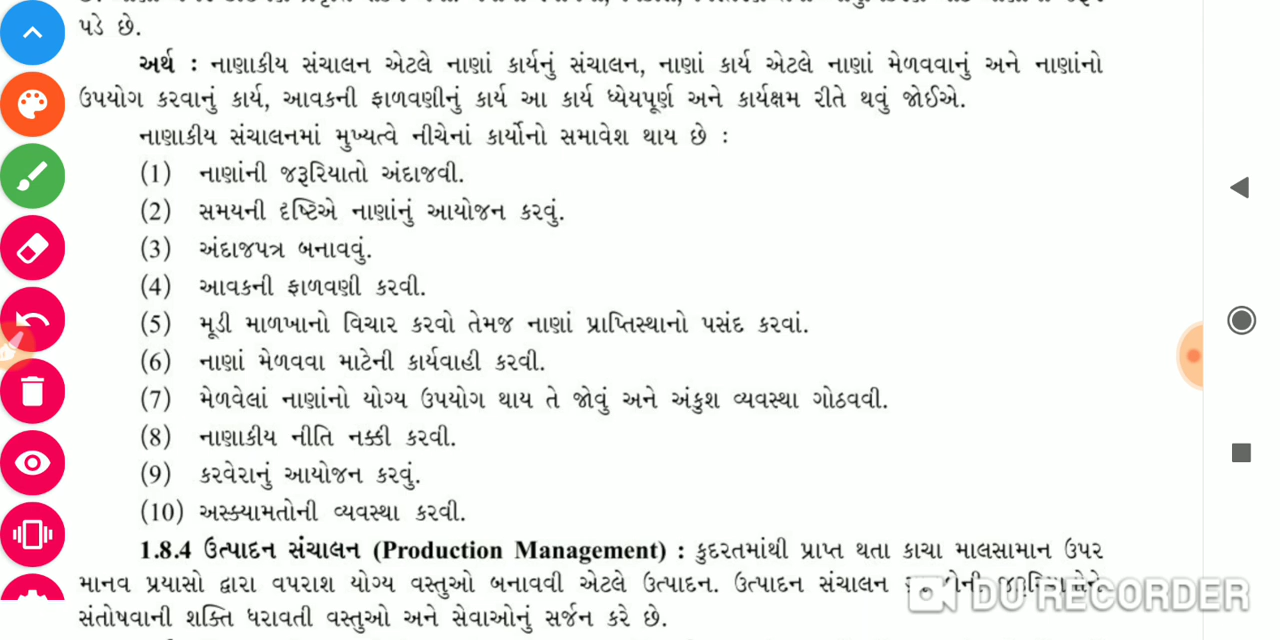 પડે છે.
અર્થ : નાણાકીય સંચાલન એટલે નાણાં કાર્યનું સંચાલન, નાણાં કાર્ય એટલે નાણાં મેળવવાનું અને નાણાંનો
ઉપયોગ કરવાનું કાર્ય, આવકની ફાળવણીનું કાર્ય આ કાર્ય ધ્યેયપૂર્ણ અને કાર્યક્ષમ રીતે થવું જોઈએ.
નાણાકીય સંચાલનમાં મુખ્યત્વે નીચેનાં કાર્યોનો સમાવેશ થાય છે :
(1) નાણાંની જરૂરિયાતો અંદાજવી.
(2) સમયની દૃષ્ટિએ નાણાંનું આયોજન કરવું.
(3) અંદાજપત્ર બનાવવું.
(4) આવકની ફાળવણી કરવી.
(5) મૂડી માળખાનો વિચાર કરવો તેમજ નાણાં પ્રાપ્તિસ્થાનો પસંદ કરવાં.
(6) નાણાં મેળવવા માટેની કાર્યવાહી કરવી.
(7) મેળવેલાં નાણાંનો યોગ્ય ઉપયોગ થાય તે જોવું અને અંકુશ વ્યવસ્થા ગોઠવવી.
(8) નાણાકીય નીતિ નક્કી કરવી.
(9) કરવેરાનું આયોજન કરવું.
(10) અસ્ક્યામતોની વ્યવસ્થા કરવી.
1.8.4 ઉત્પાદન સંચાલન (Production Management) : કુદરતમાંથી પ્રાપ્ત થતા કાચા માલસામાન ઉપર
માનવ પ્રયાસો દ્વારા વપરાશ યોગ્ય વસ્તુઓ બનાવવી એટલે ઉત્પાદન. ઉત્પાદન સંચાલન
સંતોષવાની શક્તિ ધરાવતી વસ્તુઓ અને સેવાઓનું સર્જન કરે છે.
DU RECORDER